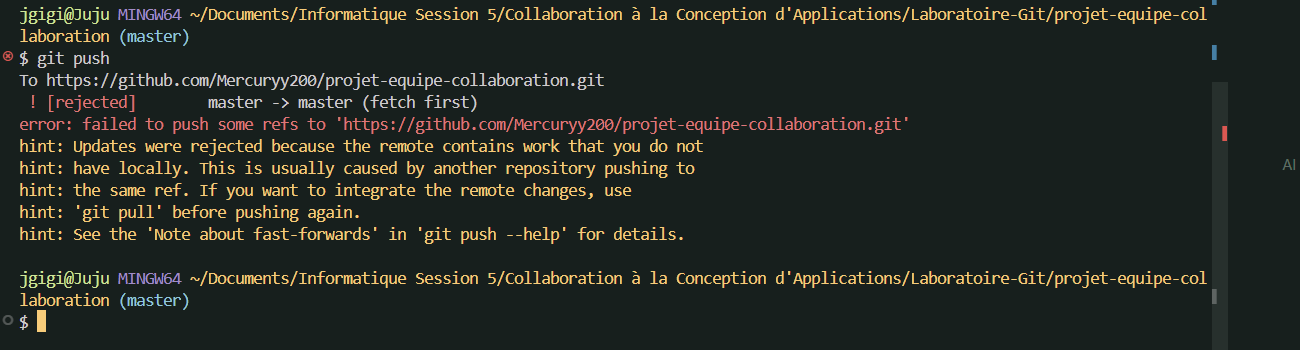 jgigi@Juju MINGW64 ~/Documents/Informatique Session 5/Collaboration à la Conception d'Applications/Laboratoire-Git/projet-equipe-col
laboration (master)
$ git push
To https://github.com/Mercuryy200/projet-equipe-collaboration.git
 ! [rejected]        master -> master (fetch first)
error: failed to push some refs to 'https://github.com/Mercuryy200/projet-equipe-collaboration.git'
hint: Updates were rejected because the remote contains work that you do not
hint: have locally. This is usually caused by another repository pushing to
hint: the same ref. If you want to integrate the remote changes, use
hint: 'git pull' before pushing again.
hint: See the 'Note about fast-forwards' in 'git push --help' for details.
AI
jgigi@Juju MINGW64 ~/Documents/Informatique Session 5/Collaboration à la Conception d'Applications/Laboratoire-Git/projet-equipe-col
laboration (master)
$